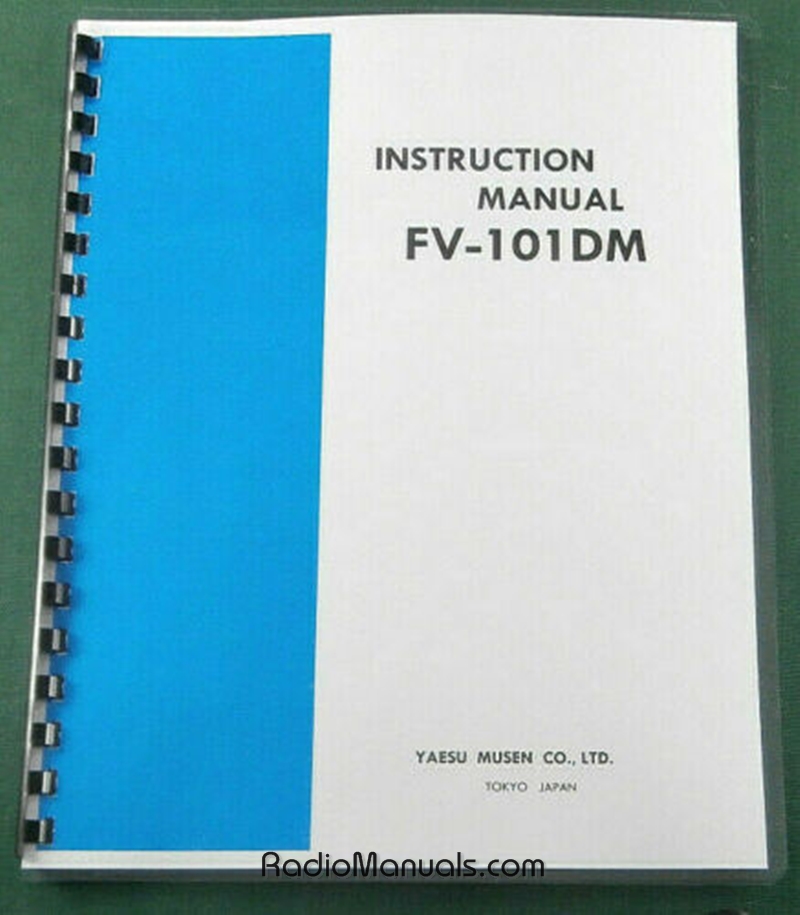 INSTRUCTION
MANUAL
FV-101DM
YAESU MUSEN CO., LTD.
TOKYO JAPAN
RadioManuals.com